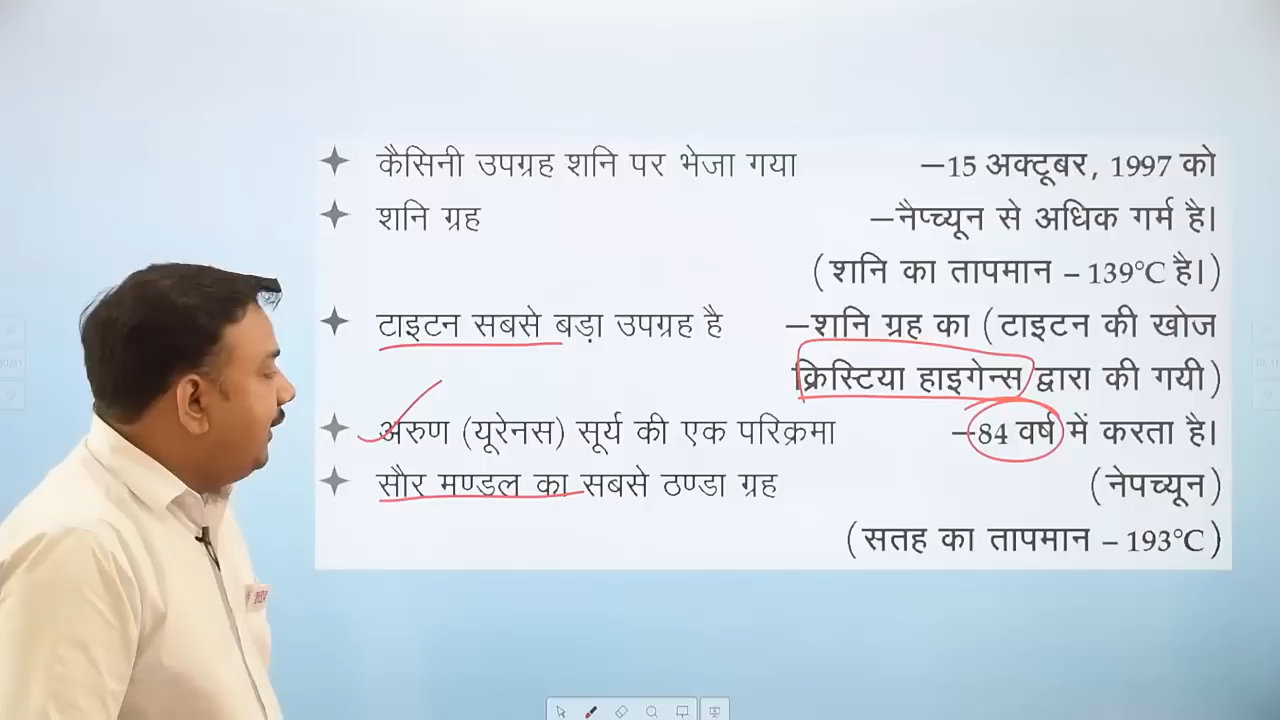 कैसिनी उपग्रह शनि पर भेजा गया –15 अक्टूबर, 1997 को
शनि ग्रह –नैप्च्यून से अधिक गर्म है।
(शनि का तापमान – 139°C है।)
टाइटन सबसे बड़ा उपग्रह है –शनि ग्रह का (टाइटन की खोज
क्रिस्टिया हाइगेन्स द्वारा की गयी)
अरुण (यूरेनस) सूर्य की एक परिक्रमा –84 वर्ष में करता है।
सौर मण्डल का सबसे ठण्डा ग्रह (नेपच्यून)
(सतह का तापमान – 193°C)